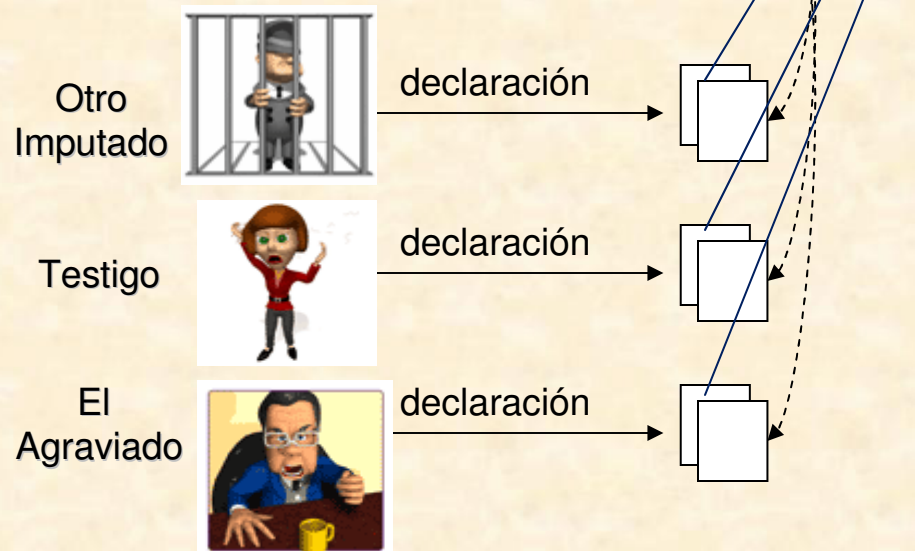 Otro
Imputado
declaración
Testigo
declaración
El
Agraviado
declaración